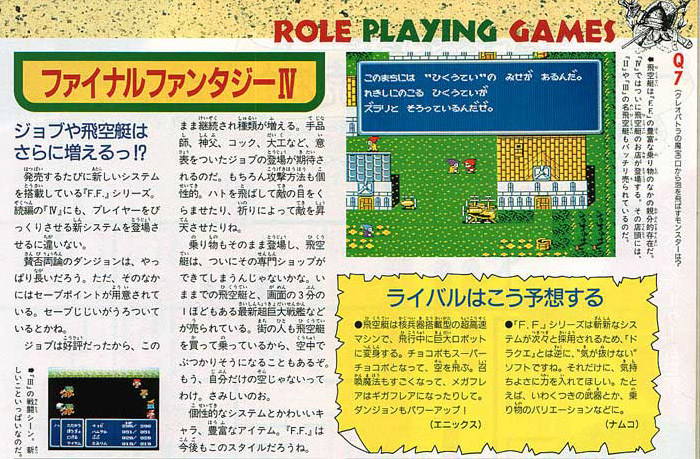 ROLE PLAYING GAMES
ファイナルファンタジーⅣ
ジョブや飛空艇は
さらに増えるっ!?
発売するたびに新しいシステム
を搭載している『F.F.』シリーズ。
続編の『Ⅳ』にも、プレイヤーをび
っくりさせる新システムを登場さ
せるに違いない。
賛否両論のダンジョンは、やっ
ぱり長いだろう。ただ、そのなか
にはセーブポイントが用意されて
いる。セーブじじいがうろついて
いるとかね。
ジョブは好評だったから、この
まま継続され種類が増える。手品
師、神父、コック、大工など、意
表をついたジョブの登場が期待さ
れるのだ。もちろん攻撃方法も個
性的。ハトを飛ばして敵の目をく
らませたり、祈りによって敵を昇
天させたりね。
乗り物もそのまま登場し、飛空
艇は、ついにその専門ショップが
できてしまうんじゃないかな。い
ままでの飛空艇と、画面の3分の
1ほどもある最新超巨大戦艦など
が売られている。街の人も飛空艇
を買って乗っているから、空中で
ぶつかりそうになることもあるぞ。
もう、自分だけの空じゃないって
わけ。さみしいのお。
個性的なシステムとかわいいキ
ャラ、豊富なアイテム。『F.F.』は
今後もこのスタイルだろうね。
●『Ⅲ』の戦闘シーン。新
しいこといっぱいなのだ。
このまちには “ひくうてい”の みせが あるんだ。
れきしにのこる ひくうていが
ズラリと そろっているんだぜ。
●飛空艇は『F.F.』の豊富な乗り物のなかの親分的存在だ。
『Ⅳ』ではついに飛空艇のお店が登場する。その店頭には、
『Ⅱ』や『Ⅲ』の名飛空艇もバッチリ売られているのだ。
Q7 クレオパトラの魔宝 口から泡を飛ばすモンスターは?
ライバルはこう予想する
●飛空艇は核兵器搭載型の超高速
マシンで、飛行中に巨大ロボット
に変身する。チョコボもスーパー
チョコボとなって、空を飛ぶ。召
喚魔法もすごくなって、メガフレ
アはギガフレアになったりして。
ダンジョンもパワーアップ!
(エニックス)
●『F.F.』シリーズは斬新なシス
テムが次々と採用されるため、『ド
ラクエ』とは逆に、“気が抜けない”
ソフトですね。それだけに、気持
ちよさに力を入れてほしい。たと
えば、いわくつきの武器とか、乗
り物のバリエーションなどに。
(ナムコ)